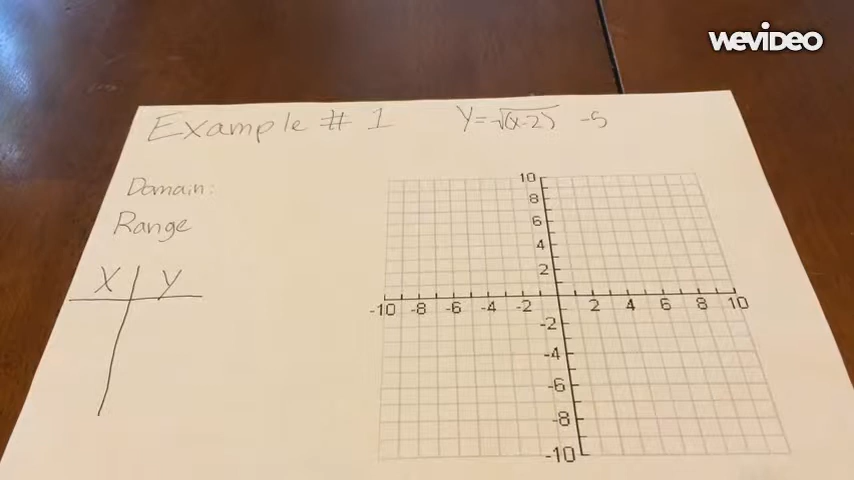 wevideo
Example # 1 y=√(x-2) -5
Domain:
Range
X Y
10
8
6
4
2
-10 -8 -6 -4 -2 2 4 6 8 10
-2
-4
-6
-8
-10